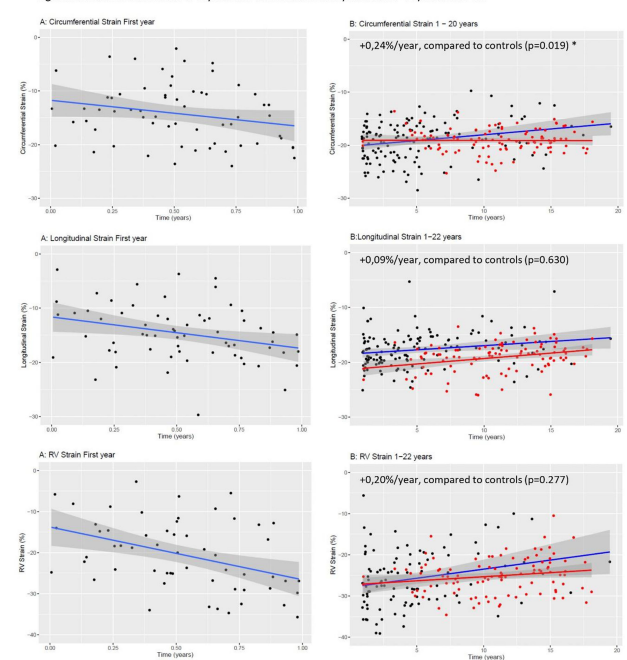 A: Circumferential Strain First year
B: Circumferential Strain 1 – 20 years
+0,24%/year, compared to controls (p=0.019) *
Circumferential Strain (%)
0
−10
−20
−30
0.00 0.25 0.50 0.75 1.00
Time (years)
Circumferential Strain (%)
0
−10
−20
−30
5 10 15 20
Time (years)
A: Longitudinal Strain First year
B:Longitudinal Strain 1−22 years
+0,09%/year, compared to controls (p=0.630)
Longitudinal Strain (%)
0
−10
−20
−30
0.00 0.25 0.50 0.75 1.00
Time (years)
Longitudinal Strain (%)
0
−10
−20
−30
5 10 15 20
Time (years)
A: RV Strain First year
B: RV Strain 1−22 years
+0,20%/year, compared to controls (p=0.277)
RV Strain (%)
0
−10
−20
−30
−40
0.00 0.25 0.50 0.75 1.00
Time (years)
RV Strain (%)
0
−10
−20
−30
−40
5 10 15 20
Time (years)